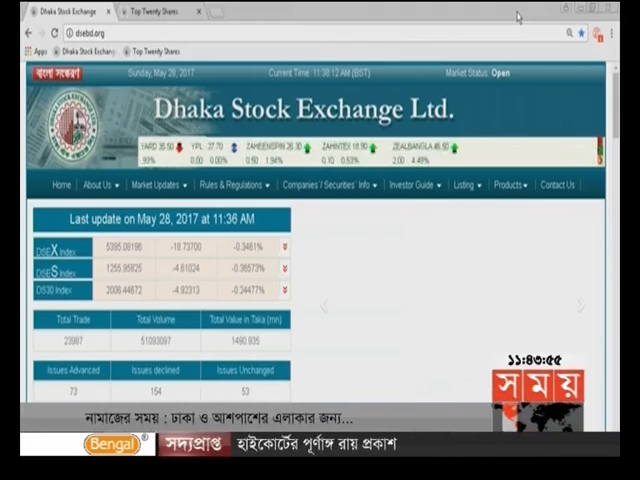 Dhaka Stock Exchange
Top Twenty Shares
dsebd.org
Apps Dhaka Stock Exchang Top Twenty Shares
বাংলা সংস্করণ
Sunday, May 28, 2017
Current Time: 11:38:12 AM (BST)
Market Status: Open
Dhaka Stock Exchange Ltd.
YARD 35.50 YPL 27.70 ZAHEENSPIN 26.30 ZAHINTEX 18.90 ZEALBANGLA 46.50
.93% 0.00 0.00% 0.50 1.94% 0.10 0.53% 2.00 4.49%
Home About Us Market Updates Rules & Regulations Companies'/Securities' Info Investor Guide Listing Products Contact Us
Last update on May 28, 2017 at 11:36 AM
DSEX Index 5395.08196 -18.73700 -0.3461%
DSES Index 1255.95825 -4.61024 -0.36573%
DS30 Index 2008.44672 -4.92313 -0.24477%
Total Trade Total Volume Total Value in Taka (mn)
23987 51093097 1490.935
Issues Advanced Issues declined Issues Unchanged
73 154 53
১১:৪৩:৫৫
সময়
নামাজের সময় : ঢাকা ও আশপাশের এলাকার জন্য...
Bengal
সদ্যপ্রাপ্ত
হাইকোর্টের পূর্ণাঙ্গ রায় প্রকাশ